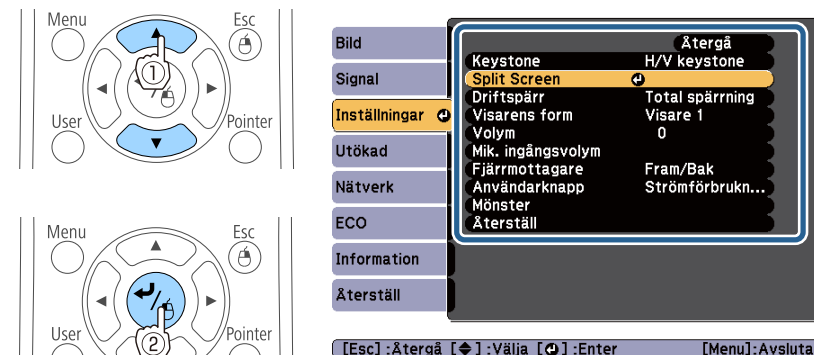 Menu
Esc
1
User
Pointer
Menu
Esc
User
Pointer
2
Bild
Signal
Inställningar
Utökad
Nätverk
ECO
Information
Återställ
Återgå
Keystone H/V keystone
Split Screen
Driftspärr Total spärrning
Visarens form Visare 1
Volym 0
Mik. ingångsvolym
Fjärrmottagare Fram/Bak
Användarknapp Strömförbrukn...
Mönster
Återställ
[Esc] :Återgå [◆] :Välja [↵] :Enter [Menu]:Avsluta